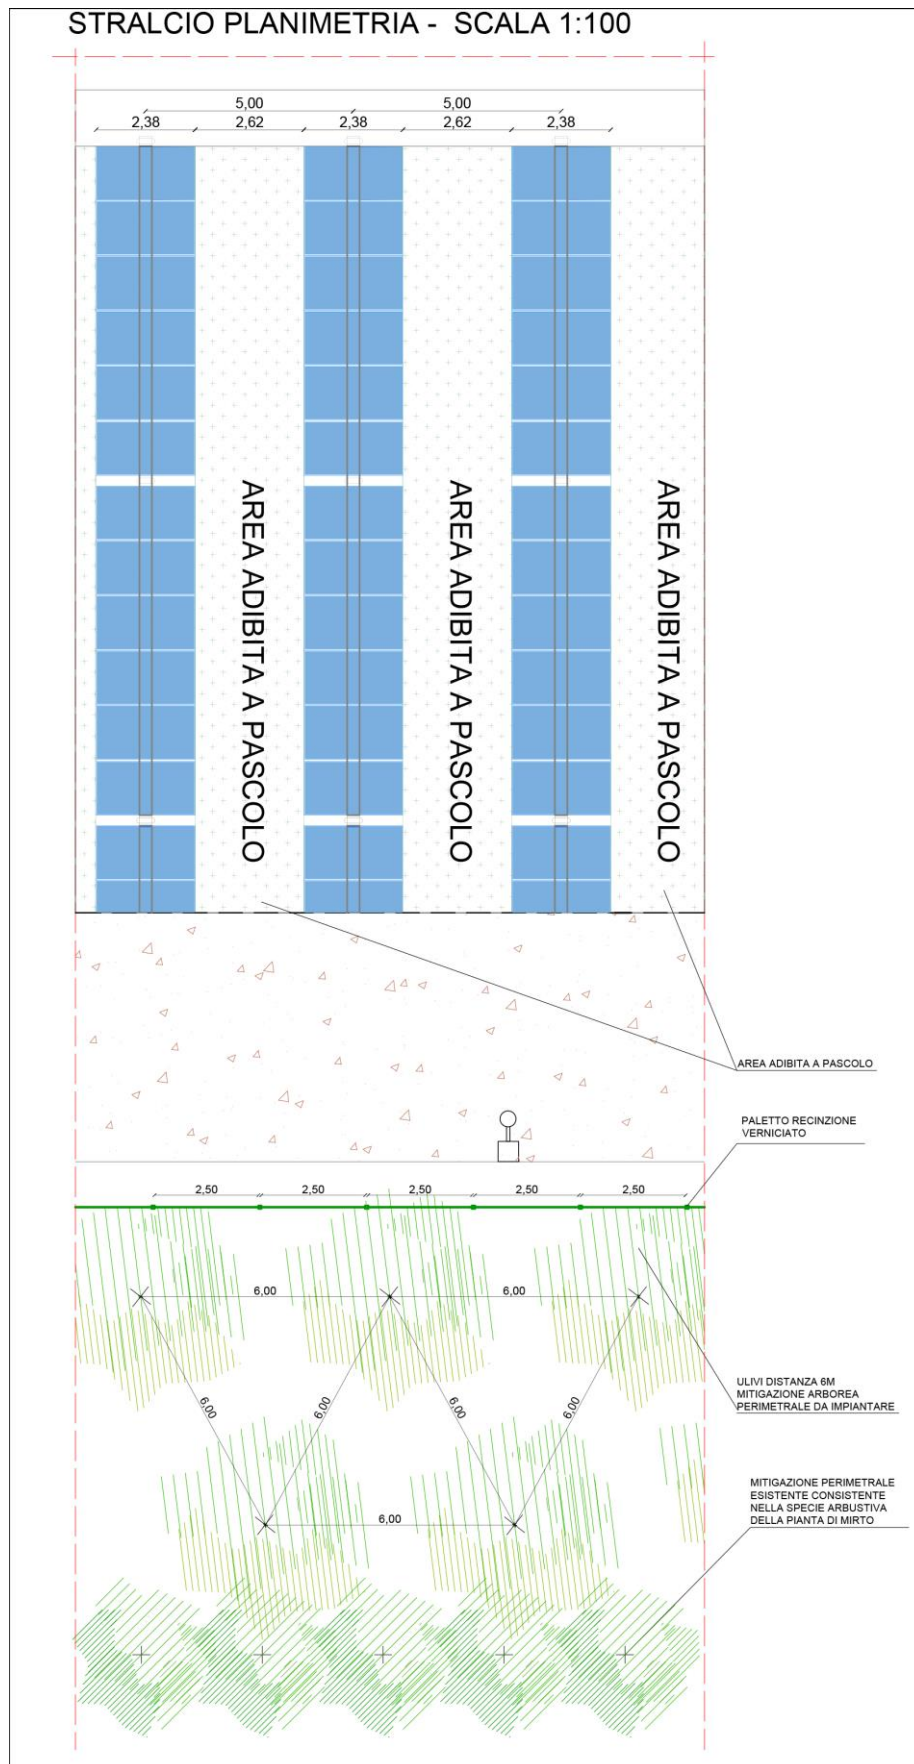 STRALCIO PLANIMETRIA - SCALA 1:100
5,00 5,00
2,38 2,62 2,38 2,62 2,38
AREA ADIBITA A PASCOLO
AREA ADIBITA A PASCOLO
AREA ADIBITA A PASCOLO
AREA ADIBITA A PASCOLO
PALETTO RECINZIONE
VERNICIATO
2,50 2,50 2,50 2,50 2,50
6,00 6,00
ULIVI DISTANZA 6M
MITIGAZIONE ARBOREA
PERIMETRALE DA IMPIANTARE
6,00 6,00 6,00 6,00
MITIGAZIONE PERIMETRALE
ESISTENTE CONSISTENTE
NELLA SPECIE ARBUSTIVA
DELLA PIANTA DI MIRTO
6,00